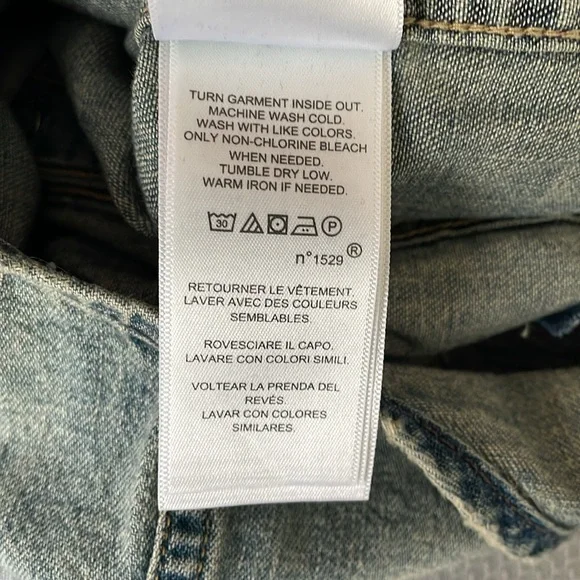 TURN GARMENT INSIDE OUT.
MACHINE WASH COLD.
WASH WITH LIKE COLORS.
ONLY NON-CHLORINE BLEACH
WHEN NEEDED.
TUMBLE DRY LOW.
WARM IRON IF NEEDED.
30 P
n°1529®
RETOURNER LE VÊTEMENT.
LAVER AVEC DES COULEURS
SEMBLABLES.
ROVESCIARE IL CAPO.
LAVARE CON COLORI SIMILI.
VOLTEAR LA PRENDA DEL
REVÉS.
LAVAR CON COLORES
SIMILARES.